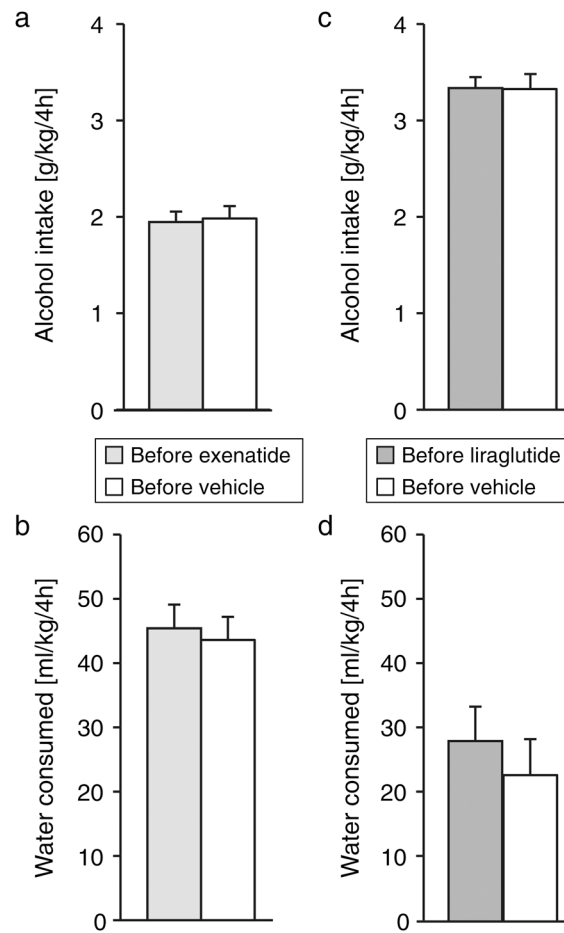 a
Alcohol intake [g/kg/4h]
4
3
2
1
0
Before exenatide
Before vehicle
c
Alcohol intake [g/kg/4h]
4
3
2
1
0
Before liraglutide
Before vehicle
b
Water consumed [ml/kg/4h]
60
50
40
30
20
10
0
d
Water consumed [ml/kg/4h]
60
50
40
30
20
10
0